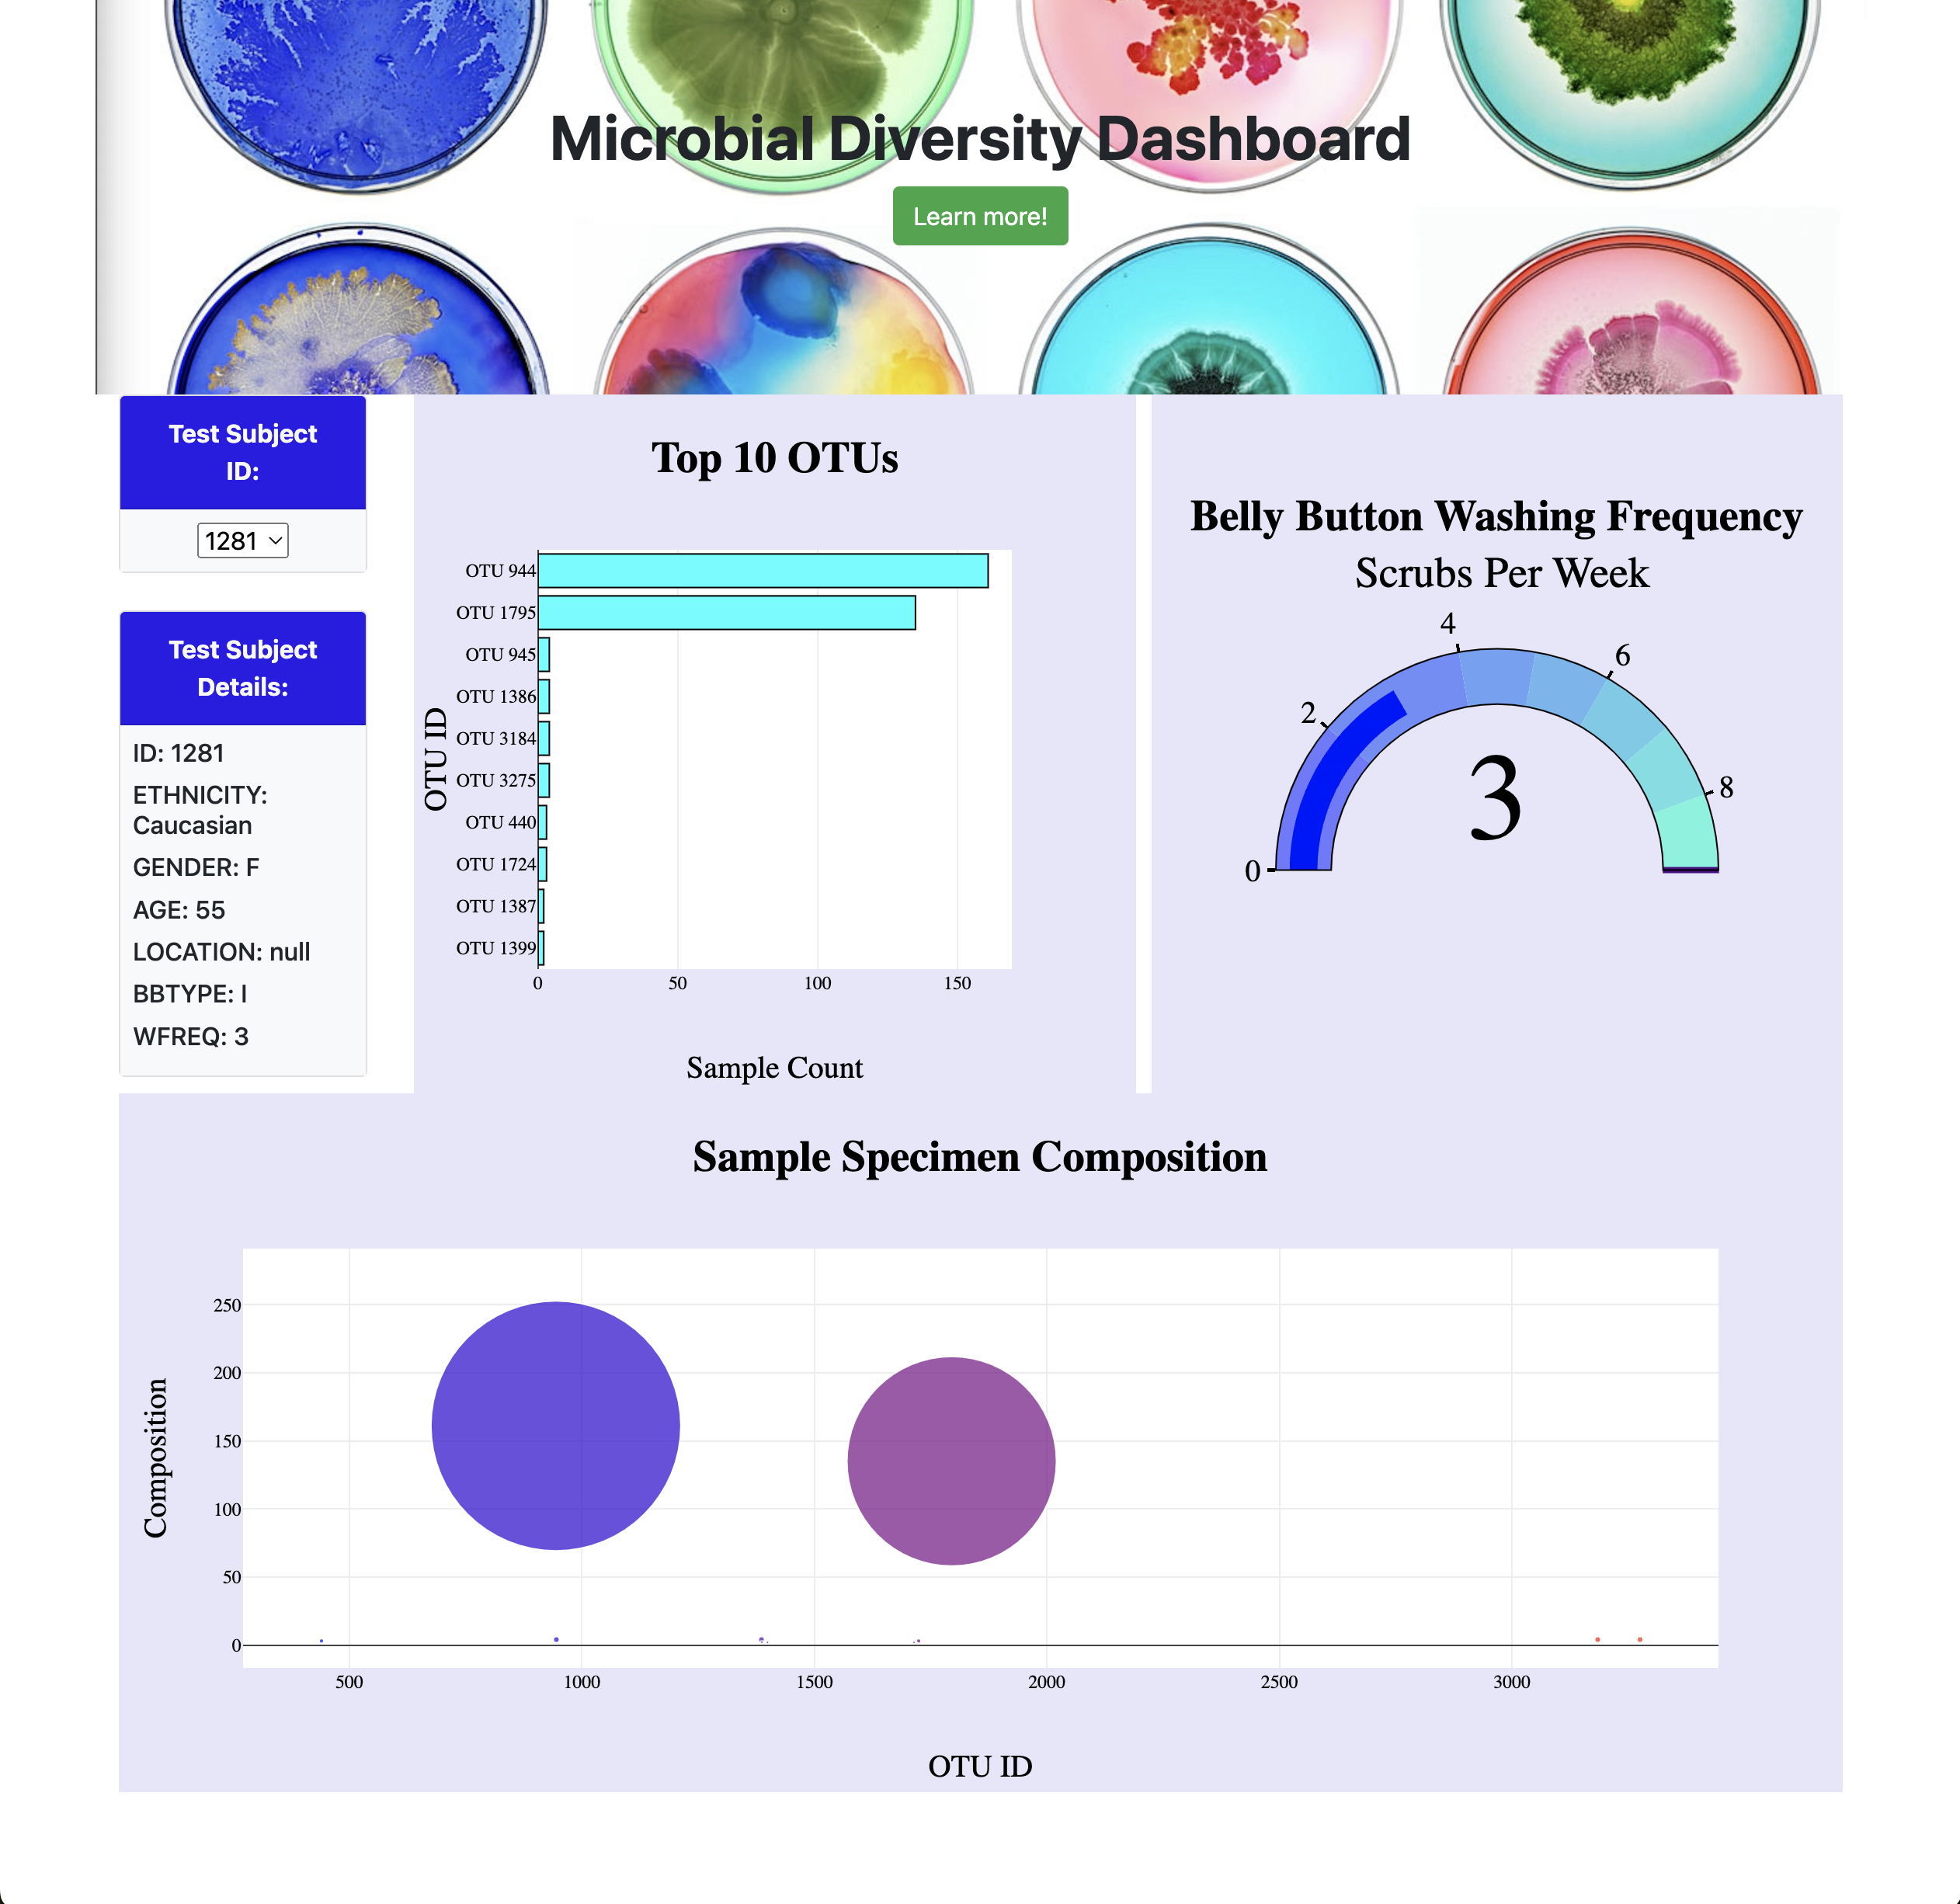 Microbial Diversity Dashboard
Learn more!
Test Subject
ID:
1281
Test Subject
Details:
ID: 1281
ETHNICITY:
Caucasian
GENDER: F
AGE: 55
LOCATION: null
BBTYPE: I
WFREQ: 3
Top 10 OTUs
OTU ID
OTU 944
OTU 1795
OTU 945
OTU 1386
OTU 3184
OTU 3275
OTU 440
OTU 1724
OTU 1387
OTU 1399
0 50 100 150
Sample Count
Belly Button Washing Frequency
Scrubs Per Week
0
2
4
6
8
3
Sample Specimen Composition
Composition
250
200
150
100
50
0
500 1000 1500 2000 2500 3000
OTU ID